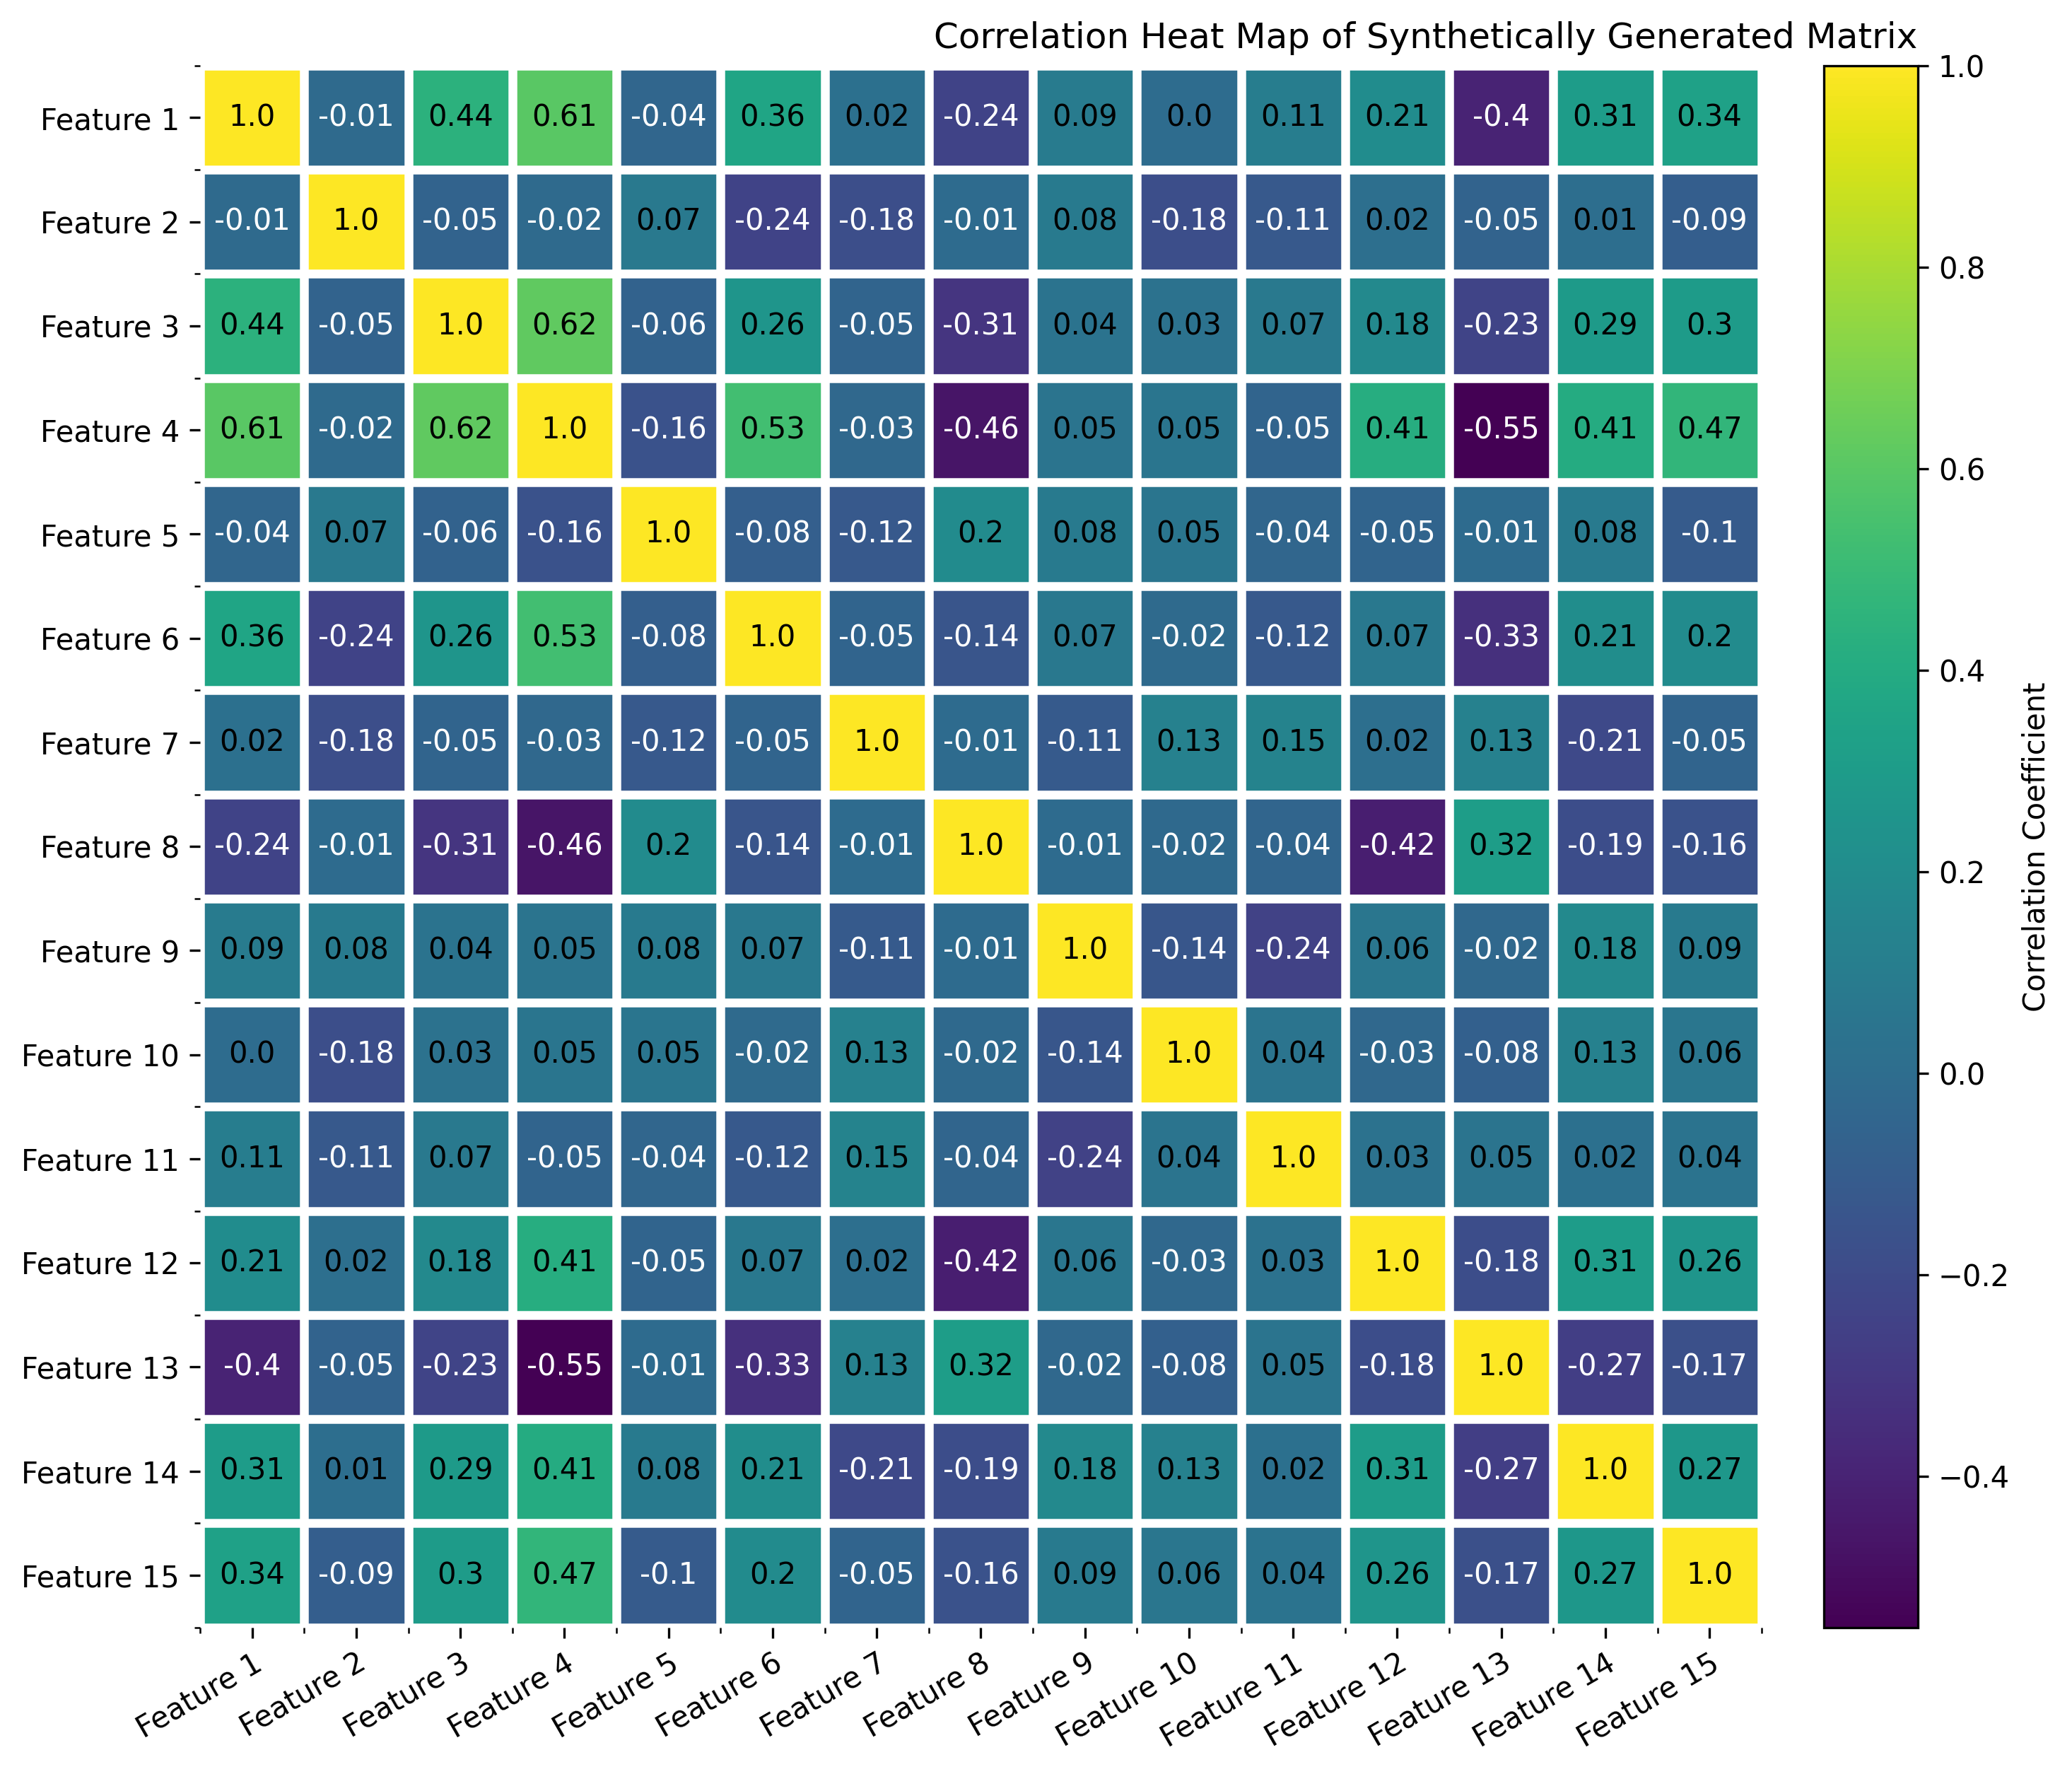 Correlation Heat Map of Synthetically Generated Matrix
Feature 1 1.0 -0.01 0.44 0.61 -0.04 0.36 0.02 -0.24 0.09 0.0 0.11 0.21 -0.4 0.31 0.34
Feature 2 -0.01 1.0 -0.05 -0.02 0.07 -0.24 -0.18 -0.01 0.08 -0.18 -0.11 0.02 -0.05 0.01 -0.09
Feature 3 0.44 -0.05 1.0 0.62 -0.06 0.26 -0.05 -0.31 0.04 0.03 0.07 0.18 -0.23 0.29 0.3
Feature 4 0.61 -0.02 0.62 1.0 -0.16 0.53 -0.03 -0.46 0.05 0.05 -0.05 0.41 -0.55 0.41 0.47
Feature 5 -0.04 0.07 -0.06 -0.16 1.0 -0.08 -0.12 0.2 0.08 0.05 -0.04 -0.05 -0.01 0.08 -0.1
Feature 6 0.36 -0.24 0.26 0.53 -0.08 1.0 -0.05 -0.14 0.07 -0.02 -0.12 0.07 -0.33 0.21 0.2
Feature 7 0.02 -0.18 -0.05 -0.03 -0.12 -0.05 1.0 -0.01 -0.11 0.13 0.15 0.02 0.13 -0.21 -0.05
Feature 8 -0.24 -0.01 -0.31 -0.46 0.2 -0.14 -0.01 1.0 -0.01 -0.02 -0.04 -0.42 0.32 -0.19 -0.16
Feature 9 0.09 0.08 0.04 0.05 0.08 0.07 -0.11 -0.01 1.0 -0.14 -0.24 0.06 -0.02 0.18 0.09
Feature 10 0.0 -0.18 0.03 0.05 0.05 -0.02 0.13 -0.02 -0.14 1.0 0.04 -0.03 -0.08 0.13 0.06
Feature 11 0.11 -0.11 0.07 -0.05 -0.04 -0.12 0.15 -0.04 -0.24 0.04 1.0 0.03 0.05 0.02 0.04
Feature 12 0.21 0.02 0.18 0.41 -0.05 0.07 0.02 -0.42 0.06 -0.03 0.03 1.0 -0.18 0.31 0.26
Feature 13 -0.4 -0.05 -0.23 -0.55 -0.01 -0.33 0.13 0.32 -0.02 -0.08 0.05 -0.18 1.0 -0.27 -0.17
Feature 14 0.31 0.01 0.29 0.41 0.08 0.21 -0.21 -0.19 0.18 0.13 0.02 0.31 -0.27 1.0 0.27
Feature 15 0.34 -0.09 0.3 0.47 -0.1 0.2 -0.05 -0.16 0.09 0.06 0.04 0.26 -0.17 0.27 1.0
Feature 1 Feature 2 Feature 3 Feature 4 Feature 5 Feature 6 Feature 7 Feature 8 Feature 9 Feature 10 Feature 11 Feature 12 Feature 13 Feature 14 Feature 15
1.0
0.8
0.6
0.4
0.2
0.0
−0.2
−0.4
Correlation Coefficient